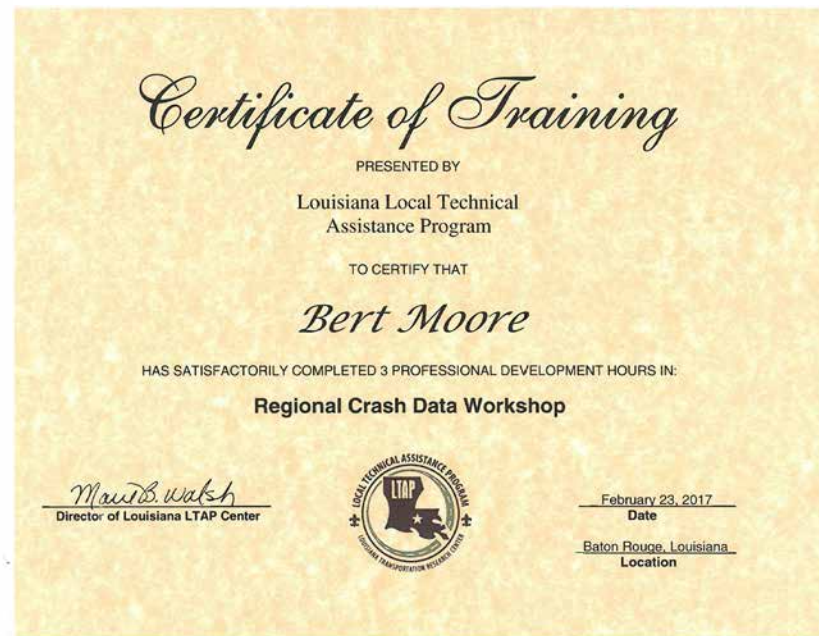 Certificate of Training
PRESENTED BY
Louisiana Local Technical
Assistance Program
TO CERTIFY THAT
Bert Moore
HAS SATISFACTORILY COMPLETED 3 PROFESSIONAL DEVELOPMENT HOURS IN:
Regional Crash Data Workshop
Marie B. Walsh
Director of Louisiana LTAP Center
LOCAL TECHNICAL ASSISTANCE PROGRAM
LTAP
LOUISIANA TRANSPORTATION RESEARCH CENTER
February 23, 2017
Date
Baton Rouge, Louisiana
Location